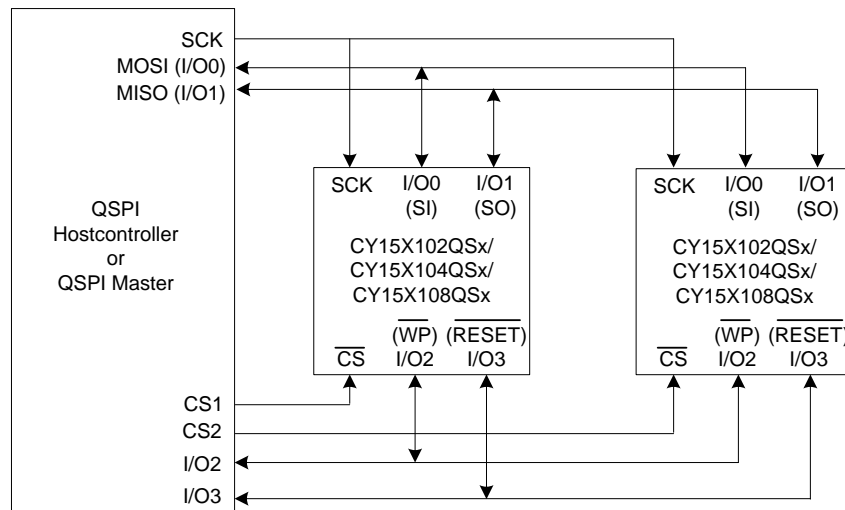 SCK
MOSI (I/O0)
MISO (I/O1)
QSPI
Hostcontroller
or
QSPI Master
CS1
CS2
I/O2
I/O3
SCK I/O0 I/O1
(SI) (SO)
CY15X102QSx/
CY15X104QSx/
CY15X108QSx
(WP) (RESET)
CS I/O2 I/O3
SCK I/O0 I/O1
(SI) (SO)
CY15X102QSx/
CY15X104QSx/
CY15X108QSx
(WP) (RESET)
CS I/O2 I/O3